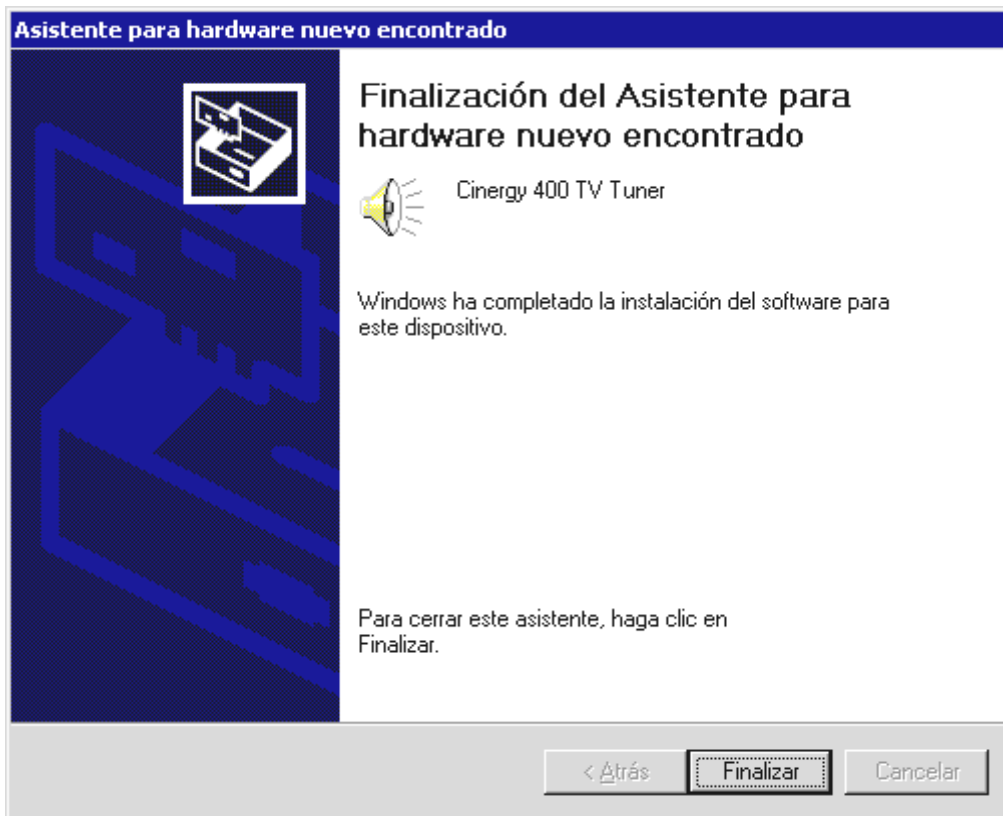 Asistente para hardware nuevo encontrado
Finalización del Asistente para
hardware nuevo encontrado
Cinergy 400 TV Tuner
Windows ha completado la instalación del software para
este dispositivo.
Para cerrar este asistente, haga clic en
Finalizar.
< Atrás
Finalizar
Cancelar